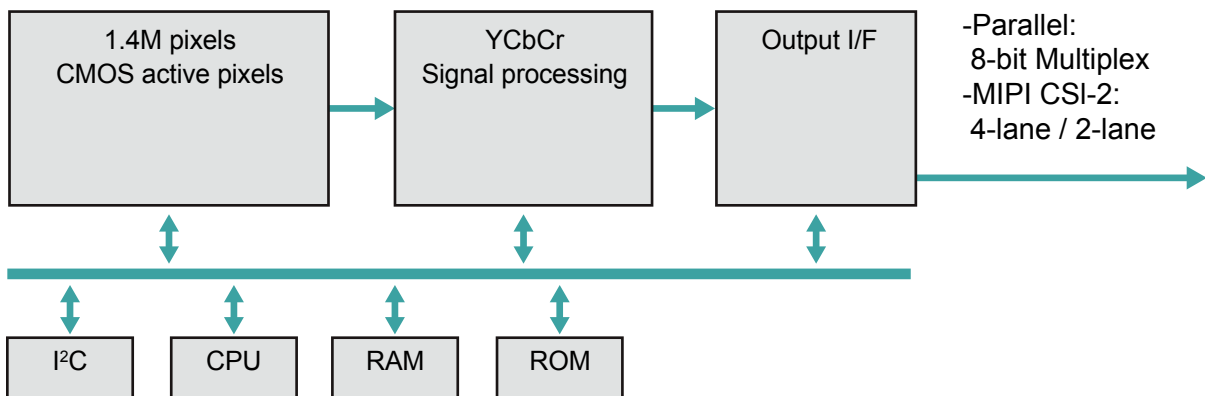 1.4M pixels
CMOS active pixels
YCbCr
Signal processing
Output I/F
-Parallel:
8-bit Multiplex
-MIPI CSI-2:
4-lane / 2-lane
I²C
CPU
RAM
ROM